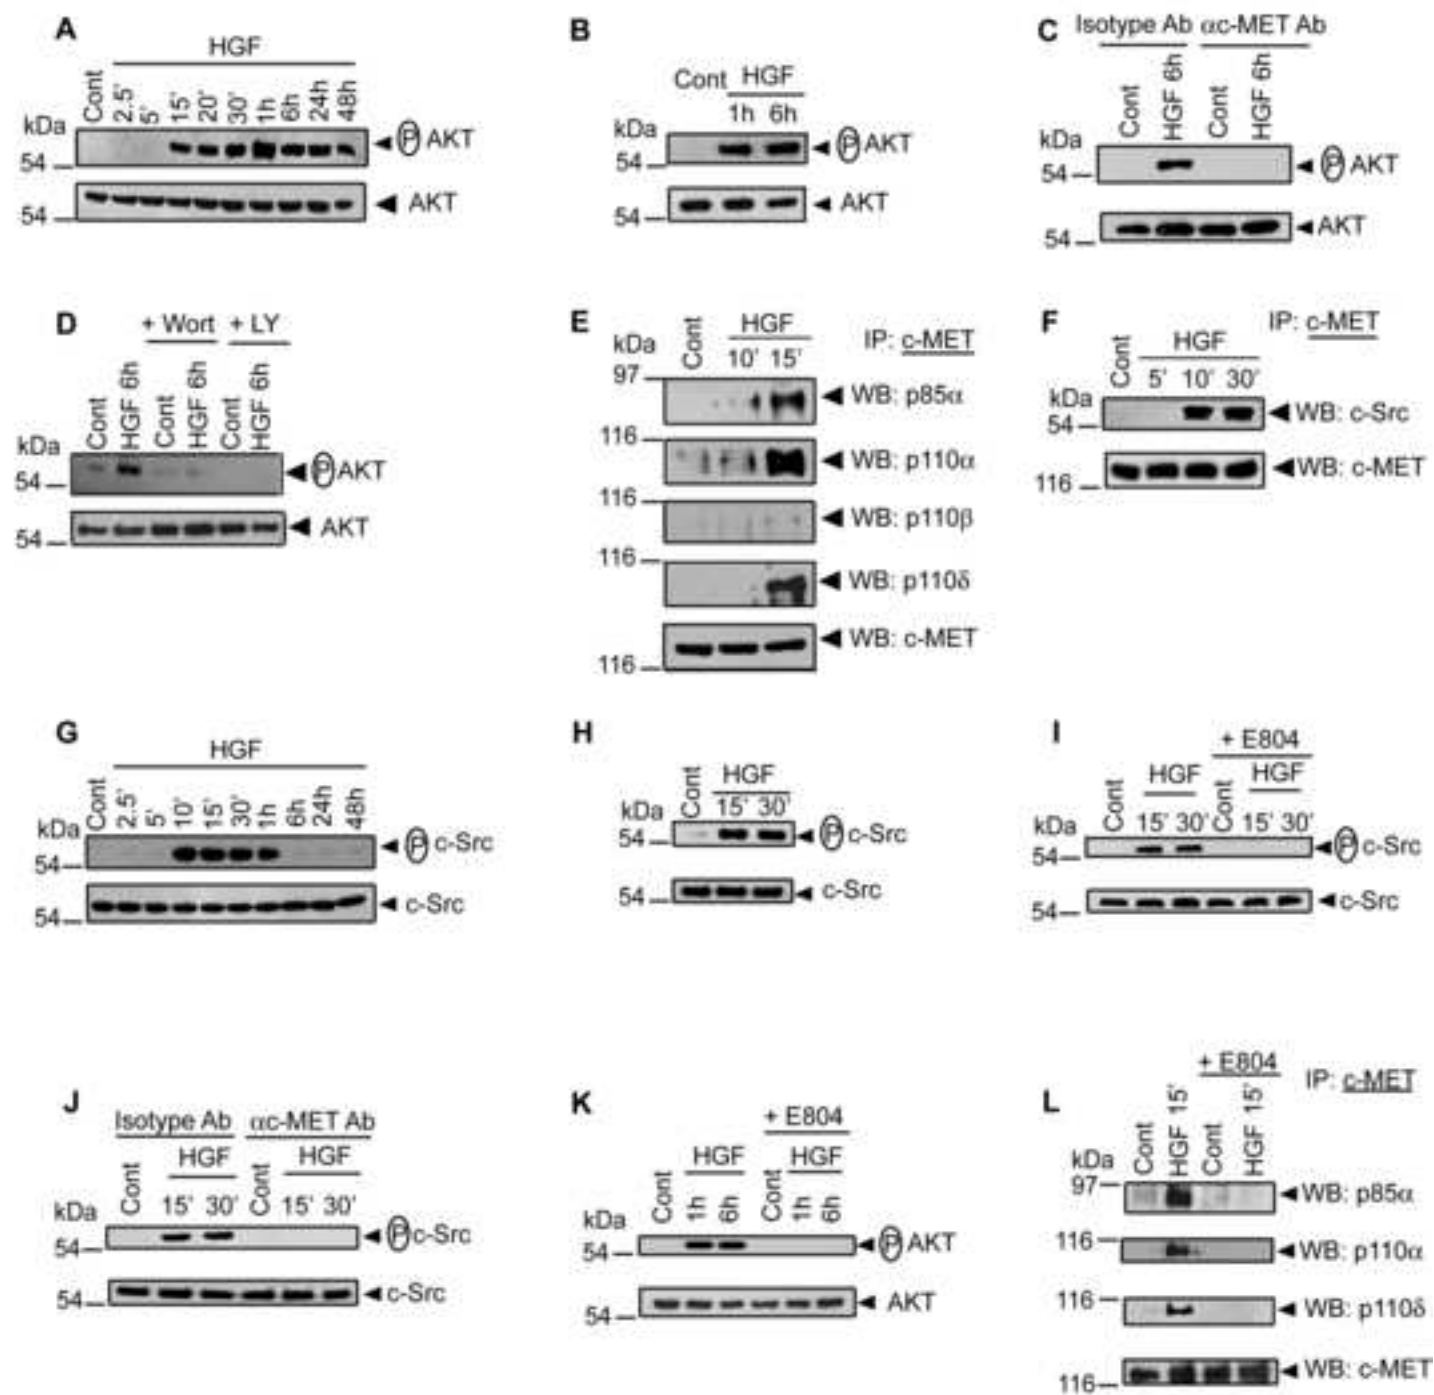 A
HGF
Cont 2.5' 5' 15' 20' 30' 1h 6h 24h 48h
kDa
54
P AKT
54
AKT
B
Cont HGF
1h 6h
kDa
54
P AKT
54
AKT
C
Isotype Ab αc-MET Ab
Cont HGF 6h Cont HGF 6h
kDa
54
P AKT
54
AKT
D
+ Wort + LY
Cont HGF 6h Cont HGF 6h Cont HGF 6h
kDa
54
P AKT
54
AKT
E
HGF
IP: c-MET
Cont 10' 15'
kDa
97
WB: p85α
116
WB: p110α
116
WB: p110β
116
WB: p110δ
WB: c-MET
116
F
IP: c-MET
HGF
Cont 5' 10' 30'
kDa
54
WB: c-Src
WB: c-MET
116
G
HGF
Cont 2.5' 5' 10' 15' 30' 1h 6h 24h 48h
kDa
54
P c-Src
54
c-Src
H
HGF
Cont 15' 30'
kDa
54
P c-Src
54
c-Src
I
+ E804
HGF HGF
Cont 15' 30' Cont 15' 30'
kDa
54
P c-Src
54
c-Src
J
Isotype Ab αc-MET Ab
HGF HGF
Cont 15' 30' Cont 15' 30'
kDa
54
P c-Src
54
c-Src
K
+ E804
HGF HGF
Cont 1h 6h Cont 1h 6h
kDa
54
P AKT
54
AKT
L
+ E804
IP: c-MET
Cont HGF 15' Cont HGF 15'
kDa
97
WB: p85α
116
WB: p110α
116
WB: p110δ
116
WB: c-MET